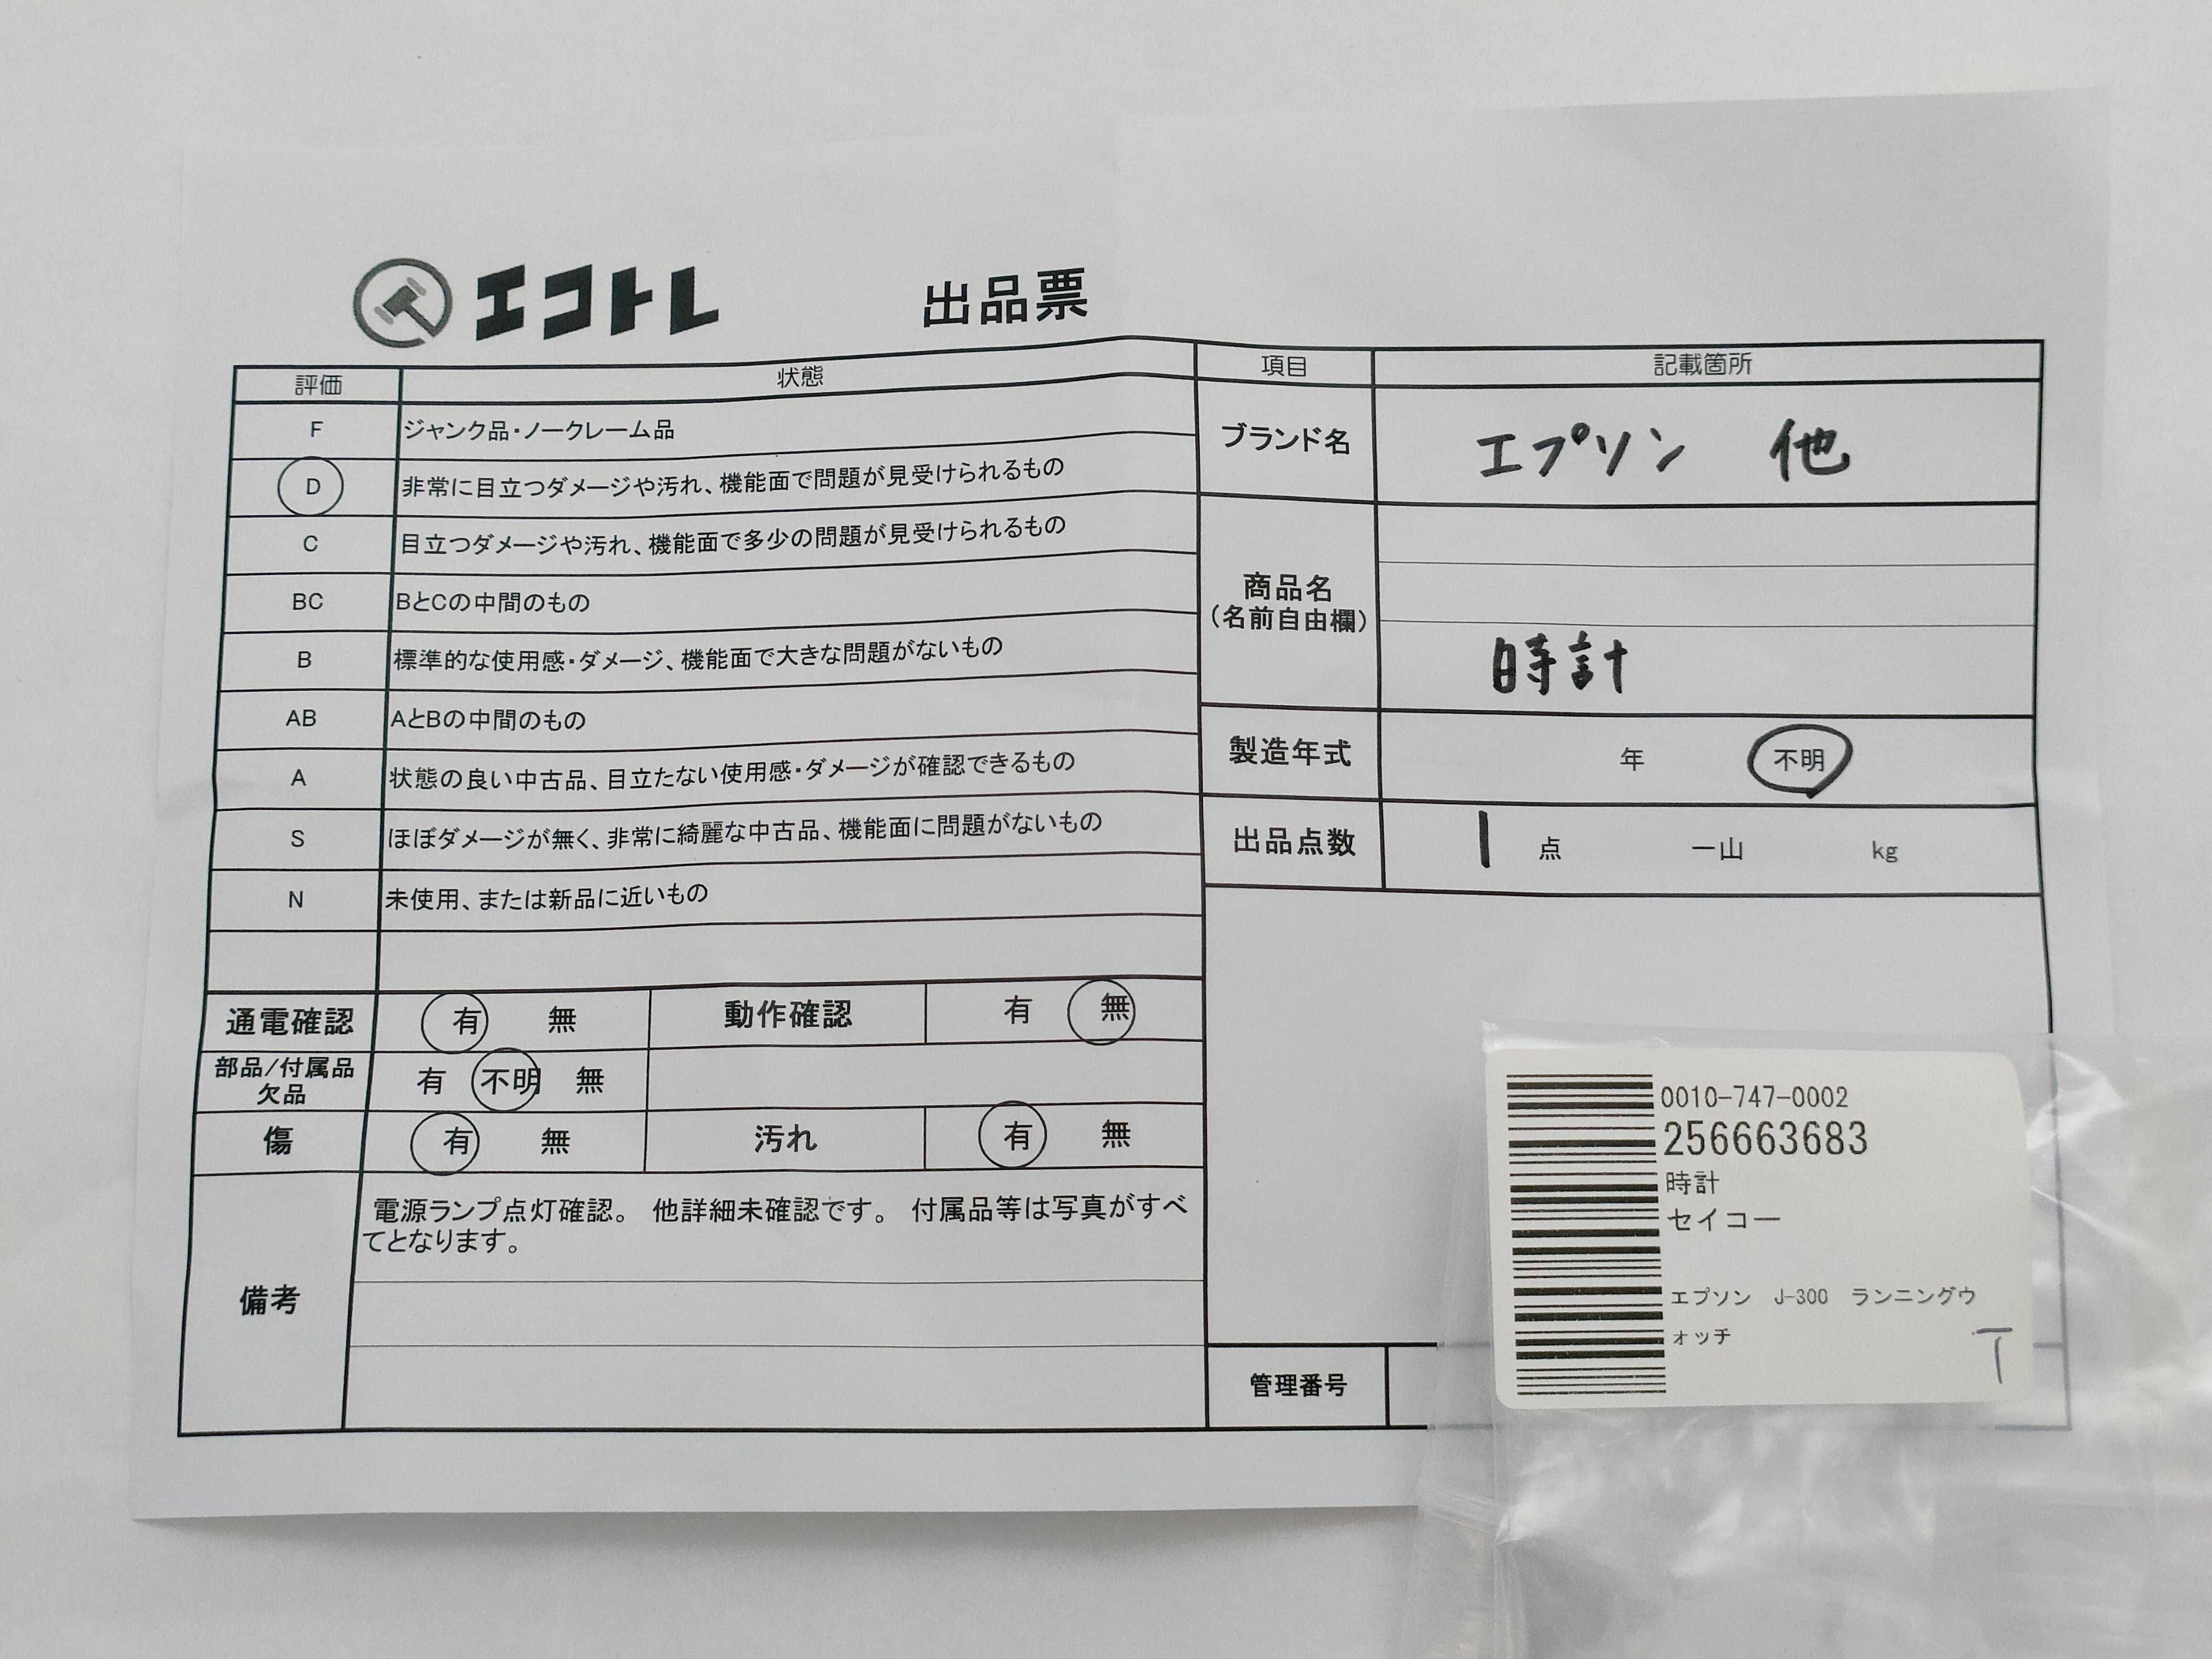 エコトレ 出品票
評価 状態
F ジャンク品・ノークレーム品
D 非常に目立つダメージや汚れ、機能面で問題が見受けられるもの
C 目立つダメージや汚れ、機能面で多少の問題が見受けられるもの
BC BとCの中間のもの
B 標準的な使用感・ダメージ、機能面で大きな問題がないもの
AB AとBの中間のもの
A 状態の良い中古品、目立たない使用感・ダメージが確認できるもの
S ほぼダメージが無く、非常に綺麗な中古品、機能面に問題がないもの
N 未使用、または新品に近いもの
通電確認 有 無 動作確認 有 無
部品/付属品
欠品 有 不明 無
傷 有 無 汚れ 有 無
備考
電源ランプ点灯確認。 他詳細未確認です。 付属品等は写真がすべ
てとなります。
項目 記載箇所
ブランド名 エプソン 他
商品名
(名前自由欄)
時計
製造年式 年 不明
出品点数 1 点 一山 kg
管理番号
0010-747-0002
256663683
時計
セイコー
エプソン J-300 ランニングウ
ォッチ
T